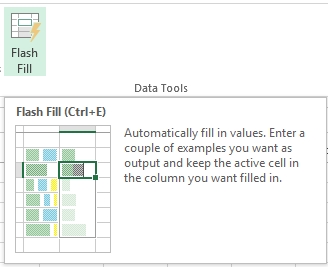 Flash
Fill
Data Tools
Flash Fill (Ctrl+E)
Automatically fill in values. Enter a
couple of examples you want as
output and keep the active cell in
the column you want filled in.